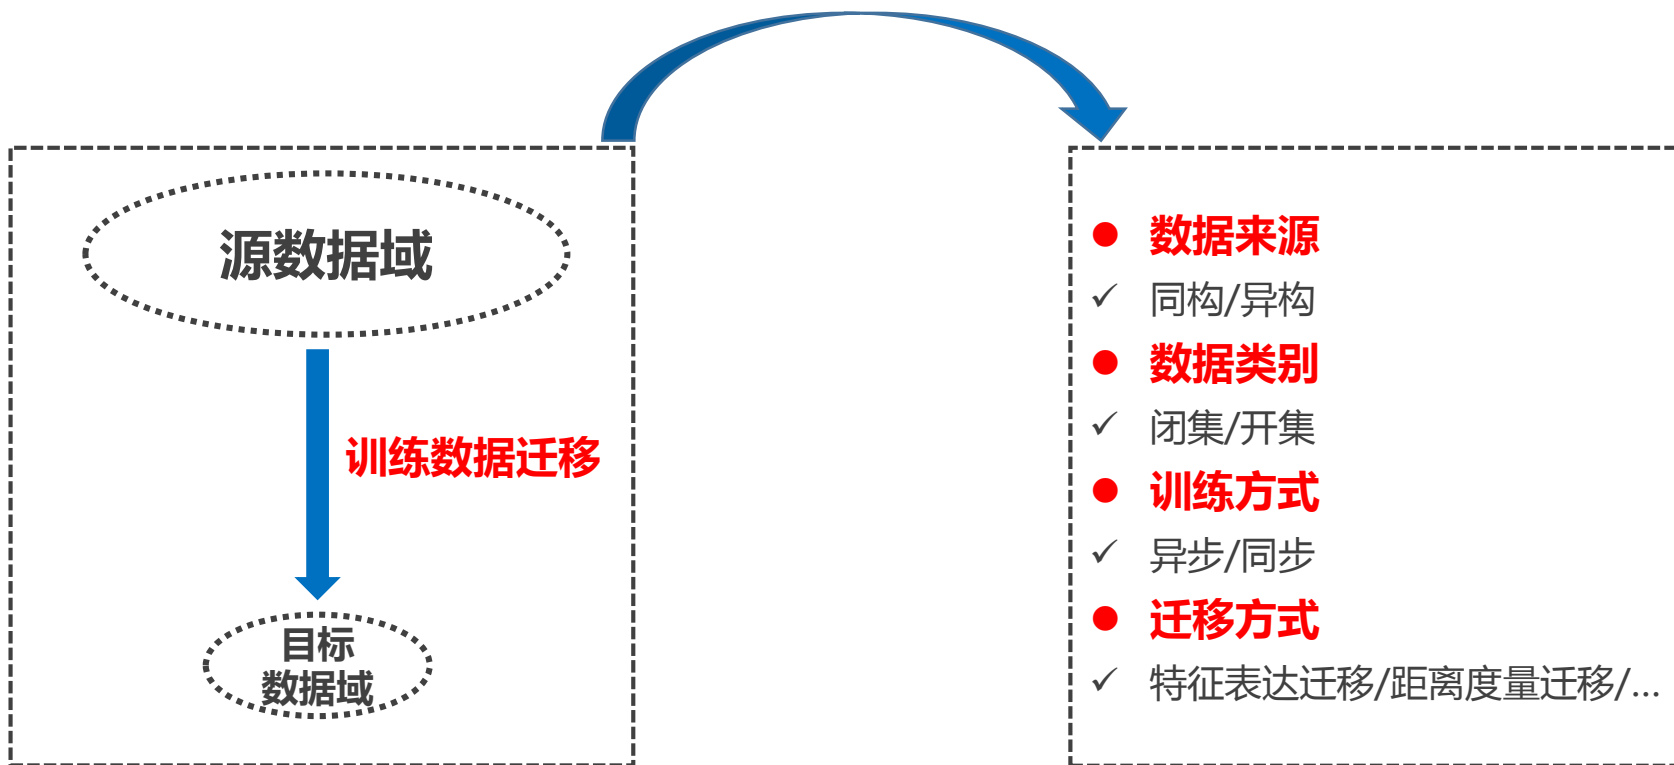 源数据域
训练数据迁移
目标
数据域
数据来源
同构/异构
数据类别
闭集/开集
训练方式
异步/同步
迁移方式
特征表达迁移/距离度量迁移/...